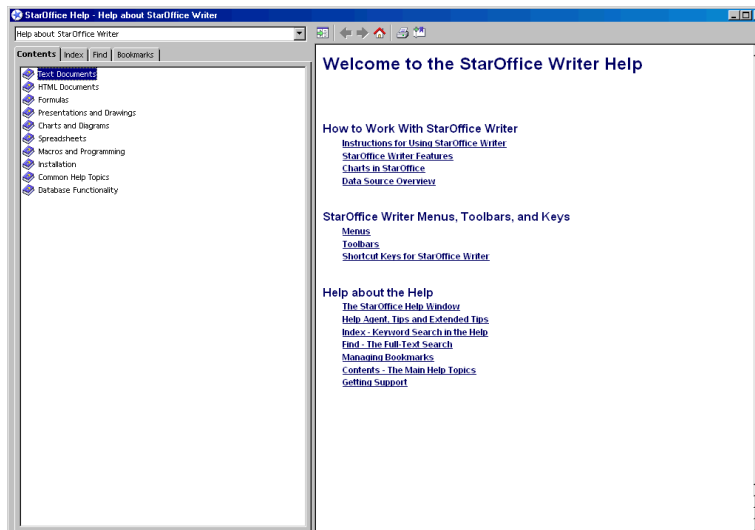 StarOffice Help - Help about StarOffice Writer
Help about StarOffice Writer
Contents Index Find Bookmarks
Text Documents
HTML Documents
Formulas
Presentations and Drawings
Charts and Diagrams
Spreadsheets
Macros and Programming
Installation
Common Help Topics
Database Functionality
Welcome to the StarOffice Writer Help
How to Work With StarOffice Writer
Instructions for Using StarOffice Writer
StarOffice Writer Features
Charts in StarOffice
Data Source Overview
StarOffice Writer Menus, Toolbars, and Keys
Menus
Toolbars
Shortcut Keys for StarOffice Writer
Help about the Help
The StarOffice Help Window
Help Agent, Tips and Extended Tips
Index - Keyword Search in the Help
Find - The Full-Text Search
Managing Bookmarks
Contents - The Main Help Topics
Getting Support